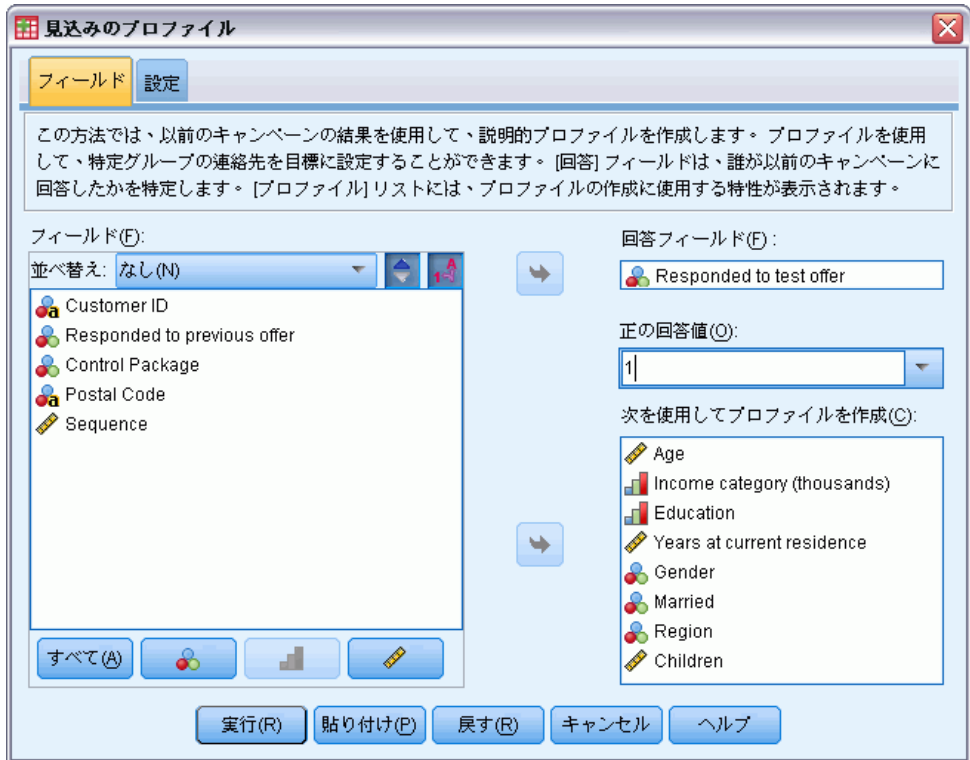 見込みのプロファイル
フィールド
設定
この方法では、以前のキャンペーンの結果を使用して、説明的プロファイルを作成します。 プロファイルを使用
して、特定グループの連絡先を目標に設定することができます。 [回答] フィールドは、誰が以前のキャンペーンに
回答したかを特定します。 [プロファイル] リストには、プロファイルの作成に使用する特性が表示されます。
フィールド(F):
並べ替え: なし(N)
Customer ID
Responded to previous offer
Control Package
Postal Code
Sequence
すべて(A)
回答フィールド(F) :
Responded to test offer
正の回答値(O):
1
次を使用してプロファイルを作成(C):
Age
Income category (thousands)
Education
Years at current residence
Gender
Married
Region
Children
実行(R)
貼り付け(P)
戻す(R)
キャンセル
ヘルプ